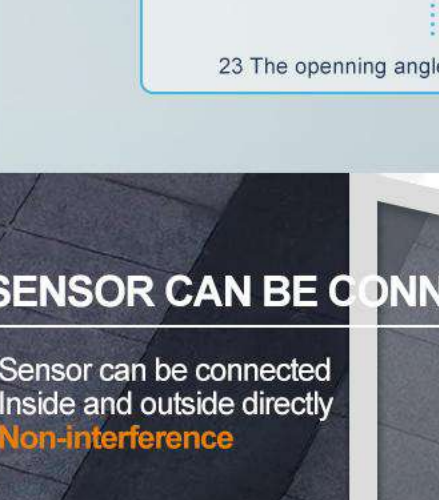 23 The openning angle
SENSOR CAN BE CONN
Sensor can be connected
Inside and outside directly
Non-interference